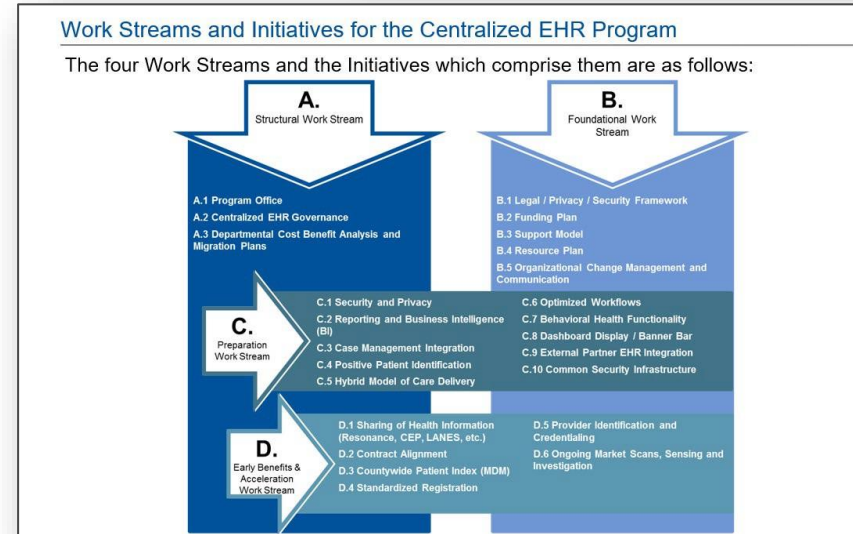 Work Streams and Initiatives for the Centralized EHR Program
The four Work Streams and the Initiatives which comprise them are as follows:
A.
Structural Work Stream
B.
Foundational Work
Stream
A.1 Program Office
A.2 Centralized EHR Governance
A.3 Departmental Cost Benefit Analysis and
Migration Plans
B.1 Legal / Privacy / Security Framework
B.2 Funding Plan
B.3 Support Model
B.4 Resource Plan
B.5 Organizational Change Management and
Communication
C.
Preparation
Work Stream
C.1 Security and Privacy
C.2 Reporting and Business Intelligence
(BI)
C.3 Case Management Integration
C.4 Positive Patient Identification
C.5 Hybrid Model of Care Delivery
C.6 Optimized Workflows
C.7 Behavioral Health Functionality
C.8 Dashboard Display / Banner Bar
C.9 External Partner EHR Integration
C.10 Common Security Infrastructure
D.
Early Benefits &
Acceleration
Work Stream
D.1 Sharing of Health Information
(Resonance, CEP, LANES, etc.)
D.2 Contract Alignment
D.3 Countywide Patient Index (MDM)
D.4 Standardized Registration
D.5 Provider Identification and
Credentialing
D.6 Ongoing Market Scans, Sensing and
Investigation